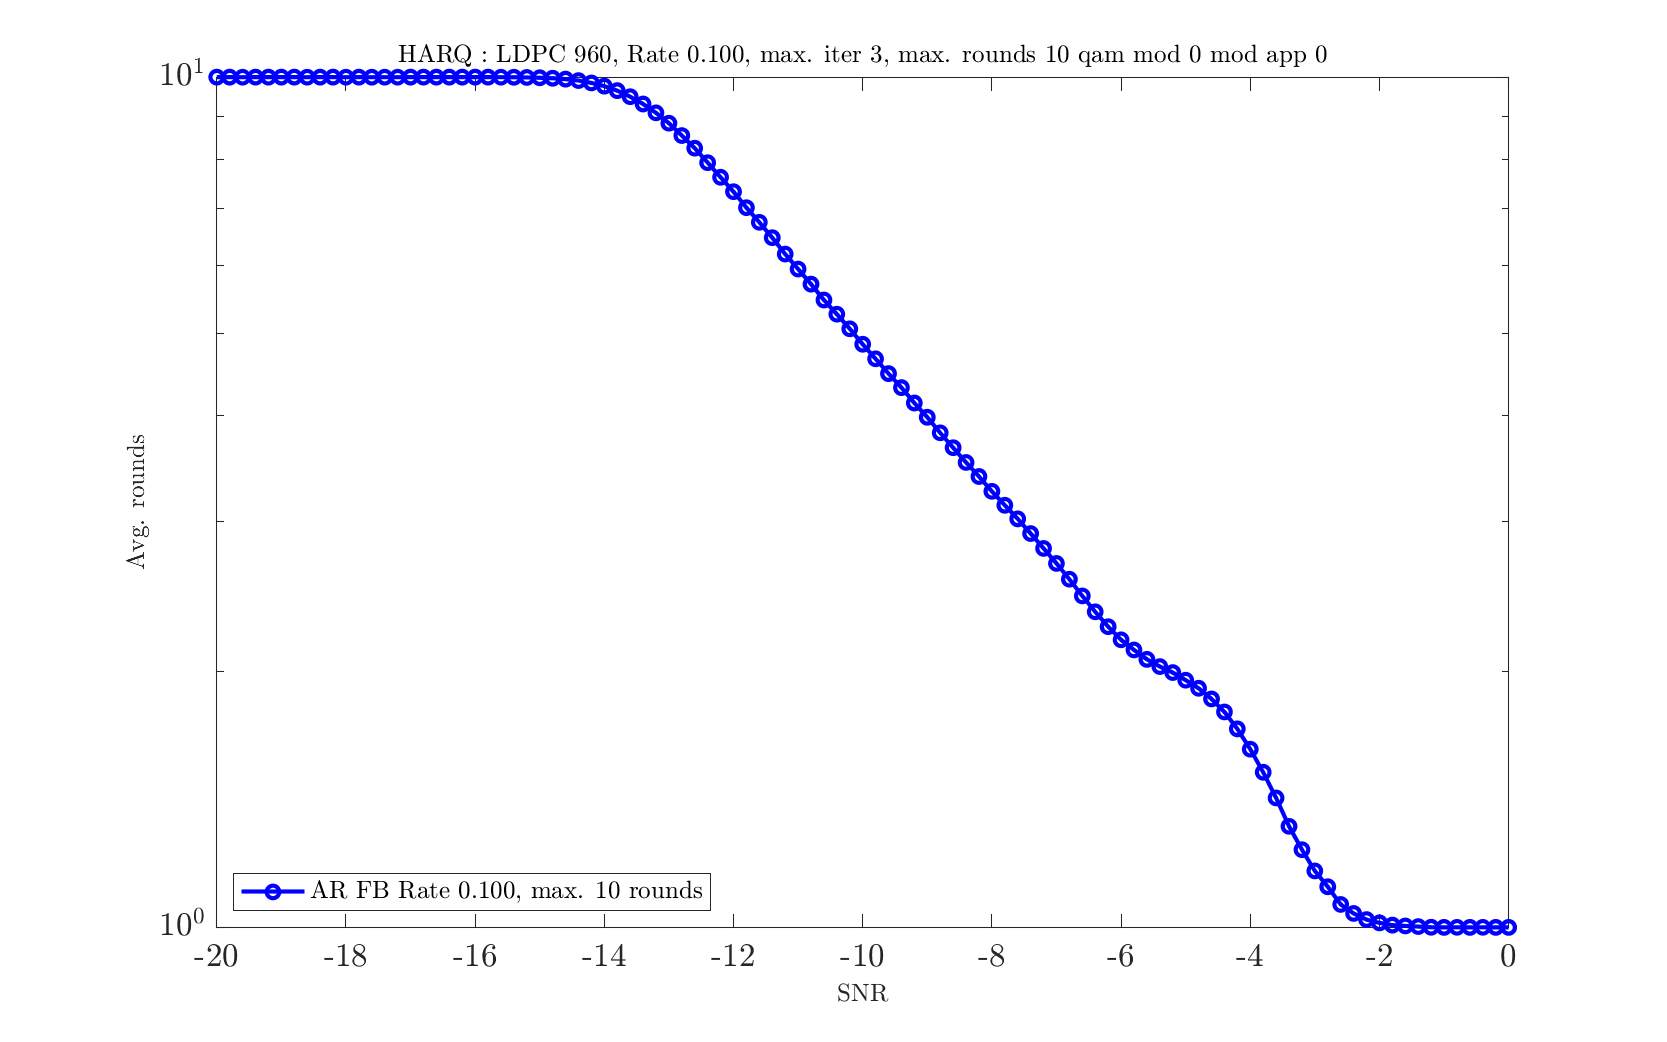 HARQ : LDPC 960, Rate 0.100, max. iter 3, max. rounds 10 qam mod 0 mod app 0
10^1
Avg. rounds
AR FB Rate 0.100, max. 10 rounds
10^0
-20 -18 -16 -14 -12 -10 -8 -6 -4 -2 0
SNR